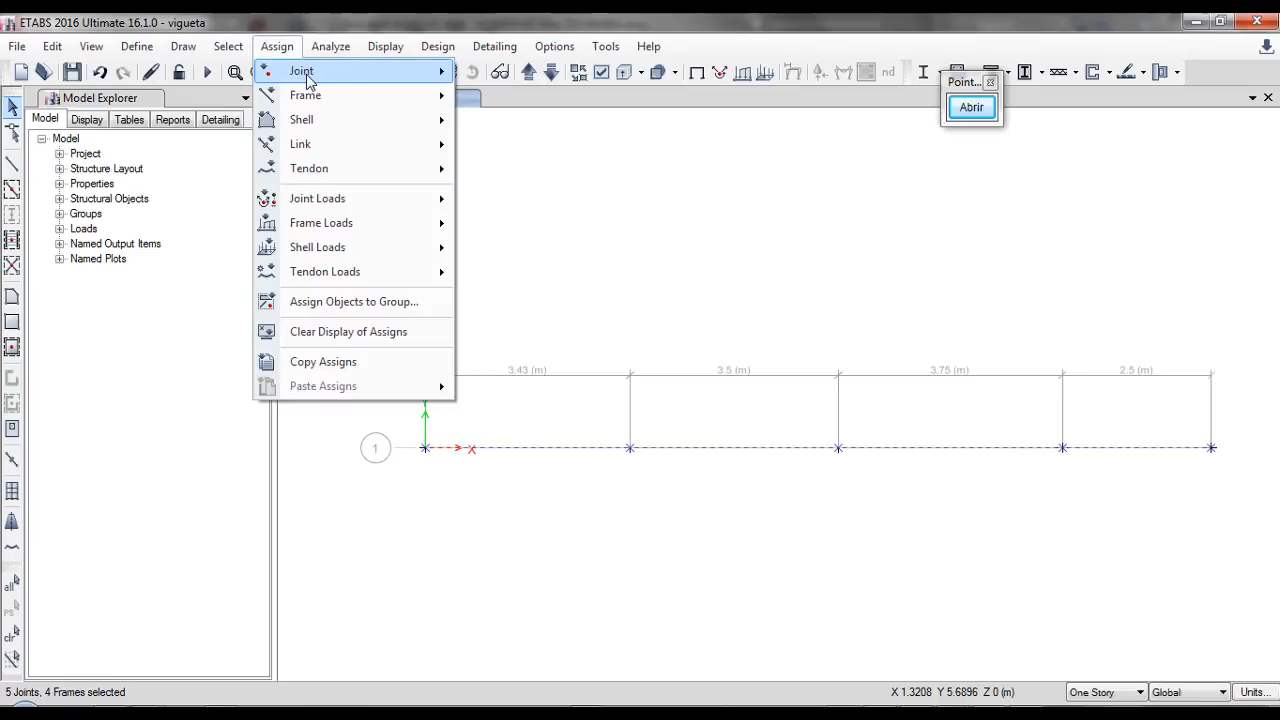 ETABS 2016 Ultimate 16.1.0 - vigueta
File Edit View Define Draw Select Assign Analyze Display Design Detailing Options Tools Help
nd
Model Explorer
Model Display Tables Reports Detailing
Model
Project
Structure Layout
Properties
Structural Objects
Groups
Loads
Named Output Items
Named Plots
Joint
Frame
Shell
Link
Tendon
Joint Loads
Frame Loads
Shell Loads
Tendon Loads
Assign Objects to Group...
Clear Display of Assigns
Copy Assigns
Paste Assigns
Point...
Abrir
3.43 (m) 3.5 (m) 3.75 (m) 2.5 (m)
1
X
all
ps
clr
5 Joints, 4 Frames selected
X 1.3208 Y 5.6896 Z 0 (m)
One Story
Global
Units...